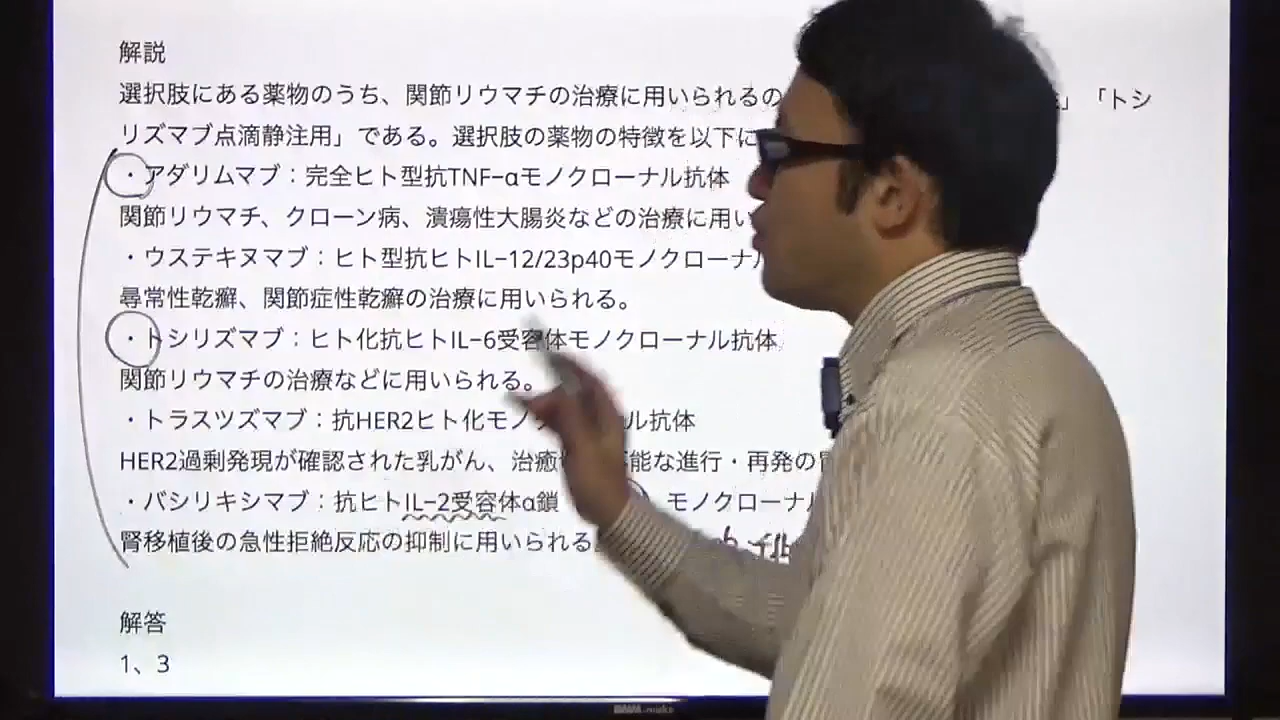 解説
選択肢にある薬物のうち、関節リウマチの治療に用いられるの 」「トシ
リズマブ点滴静注用」である。選択肢の薬物の特徴を以下に
・アダリムマブ：完全ヒト型抗TNF−αモノクローナル抗体
関節リウマチ、クローン病、潰瘍性大腸炎などの治療に用い
・ウステキヌマブ：ヒト型抗ヒトIL−12/23p40モノクローナル
尋常性乾癬、関節症性乾癬の治療に用いられる。
・トシリズマブ：ヒト化抗ヒトIL−6受容体モノクローナル抗体
関節リウマチの治療などに用いられる。
・トラスツズマブ：抗HER2ヒト化モノク ル抗体
HER2過剰発現が確認された乳がん、治癒 能な進行・再発の
・バシリキシマブ：抗ヒトIL−2受容体α鎖 モノクローナル
腎移植後の急性拒絶反応の抑制に用いられる
解答
1、3